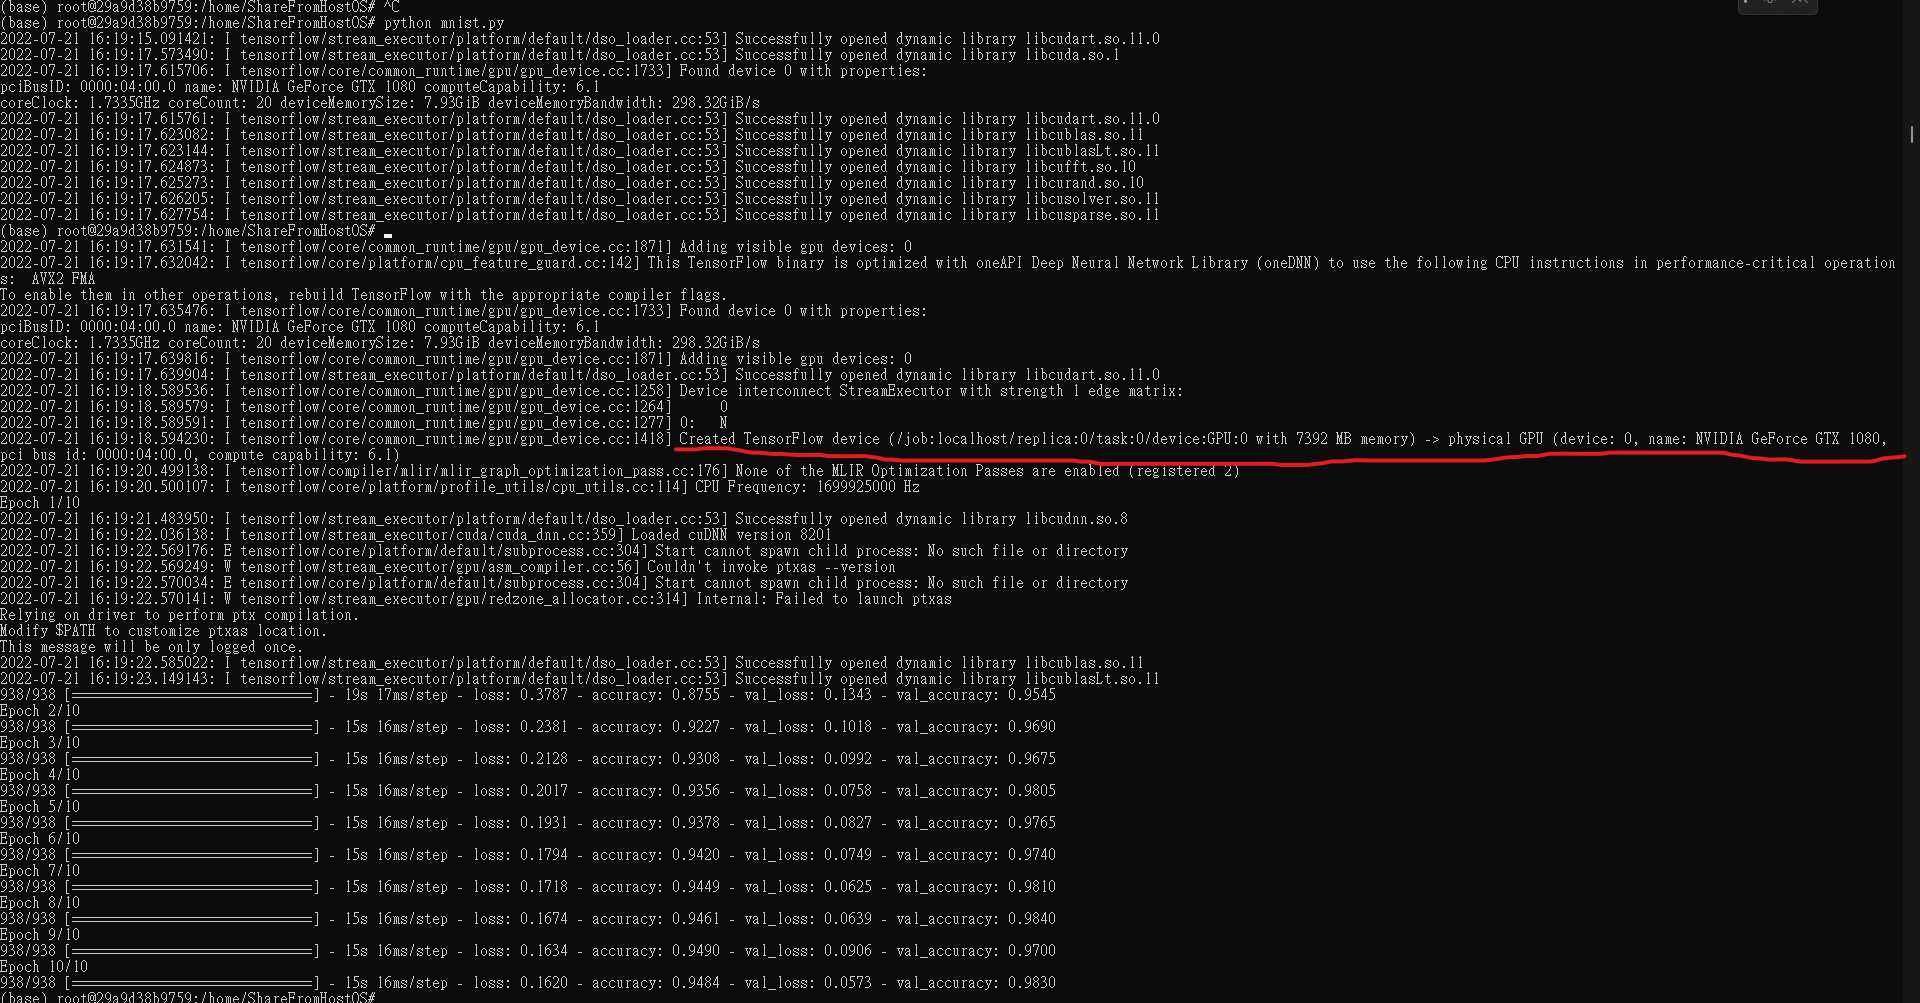 (base) root@29a9d38b9759:/home/ShareFromHostOS# ^C
(base) root@29a9d38b9759:/home/ShareFromHostOS# python mnist.py
2022-07-21 16:19:15.091421: I tensorflow/stream_executor/platform/default/dso_loader.cc:53] Successfully opened dynamic library libcudart.so.11.0
2022-07-21 16:19:17.573490: I tensorflow/stream_executor/platform/default/dso_loader.cc:53] Successfully opened dynamic library libcuda.so.1
2022-07-21 16:19:17.615706: I tensorflow/core/common_runtime/gpu/gpu_device.cc:1733] Found device 0 with properties:
pciBusID: 0000:04:00.0 name: NVIDIA GeForce GTX 1080 computeCapability: 6.1
coreClock: 1.7335GHz coreCount: 20 deviceMemorySize: 7.93GiB deviceMemoryBandwidth: 298.32GiB/s
2022-07-21 16:19:17.615761: I tensorflow/stream_executor/platform/default/dso_loader.cc:53] Successfully opened dynamic library libcudart.so.11.0
2022-07-21 16:19:17.623082: I tensorflow/stream_executor/platform/default/dso_loader.cc:53] Successfully opened dynamic library libcublas.so.11
2022-07-21 16:19:17.623144: I tensorflow/stream_executor/platform/default/dso_loader.cc:53] Successfully opened dynamic library libcublasLt.so.11
2022-07-21 16:19:17.624873: I tensorflow/stream_executor/platform/default/dso_loader.cc:53] Successfully opened dynamic library libcufft.so.10
2022-07-21 16:19:17.625273: I tensorflow/stream_executor/platform/default/dso_loader.cc:53] Successfully opened dynamic library libcurand.so.10
2022-07-21 16:19:17.626205: I tensorflow/stream_executor/platform/default/dso_loader.cc:53] Successfully opened dynamic library libcusolver.so.11
2022-07-21 16:19:17.627754: I tensorflow/stream_executor/platform/default/dso_loader.cc:53] Successfully opened dynamic library libcusparse.so.11
(base) root@29a9d38b9759:/home/ShareFromHostOS# _
2022-07-21 16:19:17.631541: I tensorflow/core/common_runtime/gpu/gpu_device.cc:1871] Adding visible gpu devices: 0
2022-07-21 16:19:17.632042: I tensorflow/core/platform/cpu_feature_guard.cc:142] This TensorFlow binary is optimized with oneAPI Deep Neural Network Library (oneDNN) to use the following CPU instructions in performance-critical operation
s:  AVX2 FMA
To enable them in other operations, rebuild TensorFlow with the appropriate compiler flags.
2022-07-21 16:19:17.635476: I tensorflow/core/common_runtime/gpu/gpu_device.cc:1733] Found device 0 with properties:
pciBusID: 0000:04:00.0 name: NVIDIA GeForce GTX 1080 computeCapability: 6.1
coreClock: 1.7335GHz coreCount: 20 deviceMemorySize: 7.93GiB deviceMemoryBandwidth: 298.32GiB/s
2022-07-21 16:19:17.639816: I tensorflow/core/common_runtime/gpu/gpu_device.cc:1871] Adding visible gpu devices: 0
2022-07-21 16:19:17.639904: I tensorflow/stream_executor/platform/default/dso_loader.cc:53] Successfully opened dynamic library libcudart.so.11.0
2022-07-21 16:19:18.589536: I tensorflow/core/common_runtime/gpu/gpu_device.cc:1258] Device interconnect StreamExecutor with strength 1 edge matrix:
2022-07-21 16:19:18.589579: I tensorflow/core/common_runtime/gpu/gpu_device.cc:1264]      0
2022-07-21 16:19:18.589591: I tensorflow/core/common_runtime/gpu/gpu_device.cc:1277] 0:   N
2022-07-21 16:19:18.594230: I tensorflow/core/common_runtime/gpu/gpu_device.cc:1418] Created TensorFlow device (/job:localhost/replica:0/task:0/device:GPU:0 with 7392 MB memory) -> physical GPU (device: 0, name: NVIDIA GeForce GTX 1080,
pci bus id: 0000:04:00.0, compute capability: 6.1)
2022-07-21 16:19:20.499138: I tensorflow/compiler/mlir/mlir_graph_optimization_pass.cc:176] None of the MLIR Optimization Passes are enabled (registered 2)
2022-07-21 16:19:20.500107: I tensorflow/core/platform/profile_utils/cpu_utils.cc:114] CPU Frequency: 1699925000 Hz
Epoch 1/10
2022-07-21 16:19:21.483950: I tensorflow/stream_executor/platform/default/dso_loader.cc:53] Successfully opened dynamic library libcudnn.so.8
2022-07-21 16:19:22.036138: I tensorflow/stream_executor/cuda/cuda_dnn.cc:359] Loaded cuDNN version 8201
2022-07-21 16:19:22.569176: E tensorflow/core/platform/default/subprocess.cc:304] Start cannot spawn child process: No such file or directory
2022-07-21 16:19:22.569249: W tensorflow/stream_executor/gpu/asm_compiler.cc:56] Couldn't invoke ptxas --version
2022-07-21 16:19:22.570034: E tensorflow/core/platform/default/subprocess.cc:304] Start cannot spawn child process: No such file or directory
2022-07-21 16:19:22.570141: W tensorflow/stream_executor/gpu/redzone_allocator.cc:314] Internal: Failed to launch ptxas
Relying on driver to perform ptx compilation.
Modify $PATH to customize ptxas location.
This message will be only logged once.
2022-07-21 16:19:22.585022: I tensorflow/stream_executor/platform/default/dso_loader.cc:53] Successfully opened dynamic library libcublas.so.11
2022-07-21 16:19:23.149143: I tensorflow/stream_executor/platform/default/dso_loader.cc:53] Successfully opened dynamic library libcublasLt.so.11
938/938 [==============================] - 19s 17ms/step - loss: 0.3787 - accuracy: 0.8755 - val_loss: 0.1343 - val_accuracy: 0.9545
Epoch 2/10
938/938 [==============================] - 15s 16ms/step - loss: 0.2381 - accuracy: 0.9227 - val_loss: 0.1018 - val_accuracy: 0.9690
Epoch 3/10
938/938 [==============================] - 15s 16ms/step - loss: 0.2128 - accuracy: 0.9308 - val_loss: 0.0992 - val_accuracy: 0.9675
Epoch 4/10
938/938 [==============================] - 15s 16ms/step - loss: 0.2017 - accuracy: 0.9356 - val_loss: 0.0758 - val_accuracy: 0.9805
Epoch 5/10
938/938 [==============================] - 15s 16ms/step - loss: 0.1931 - accuracy: 0.9378 - val_loss: 0.0827 - val_accuracy: 0.9765
Epoch 6/10
938/938 [==============================] - 15s 16ms/step - loss: 0.1794 - accuracy: 0.9420 - val_loss: 0.0749 - val_accuracy: 0.9740
Epoch 7/10
938/938 [==============================] - 15s 16ms/step - loss: 0.1718 - accuracy: 0.9449 - val_loss: 0.0625 - val_accuracy: 0.9810
Epoch 8/10
938/938 [==============================] - 15s 16ms/step - loss: 0.1674 - accuracy: 0.9461 - val_loss: 0.0639 - val_accuracy: 0.9840
Epoch 9/10
938/938 [==============================] - 15s 16ms/step - loss: 0.1634 - accuracy: 0.9490 - val_loss: 0.0906 - val_accuracy: 0.9700
Epoch 10/10
938/938 [==============================] - 15s 16ms/step - loss: 0.1620 - accuracy: 0.9484 - val_loss: 0.0573 - val_accuracy: 0.9830
(base) root@29a9d38b9759:/home/ShareFromHostOS#